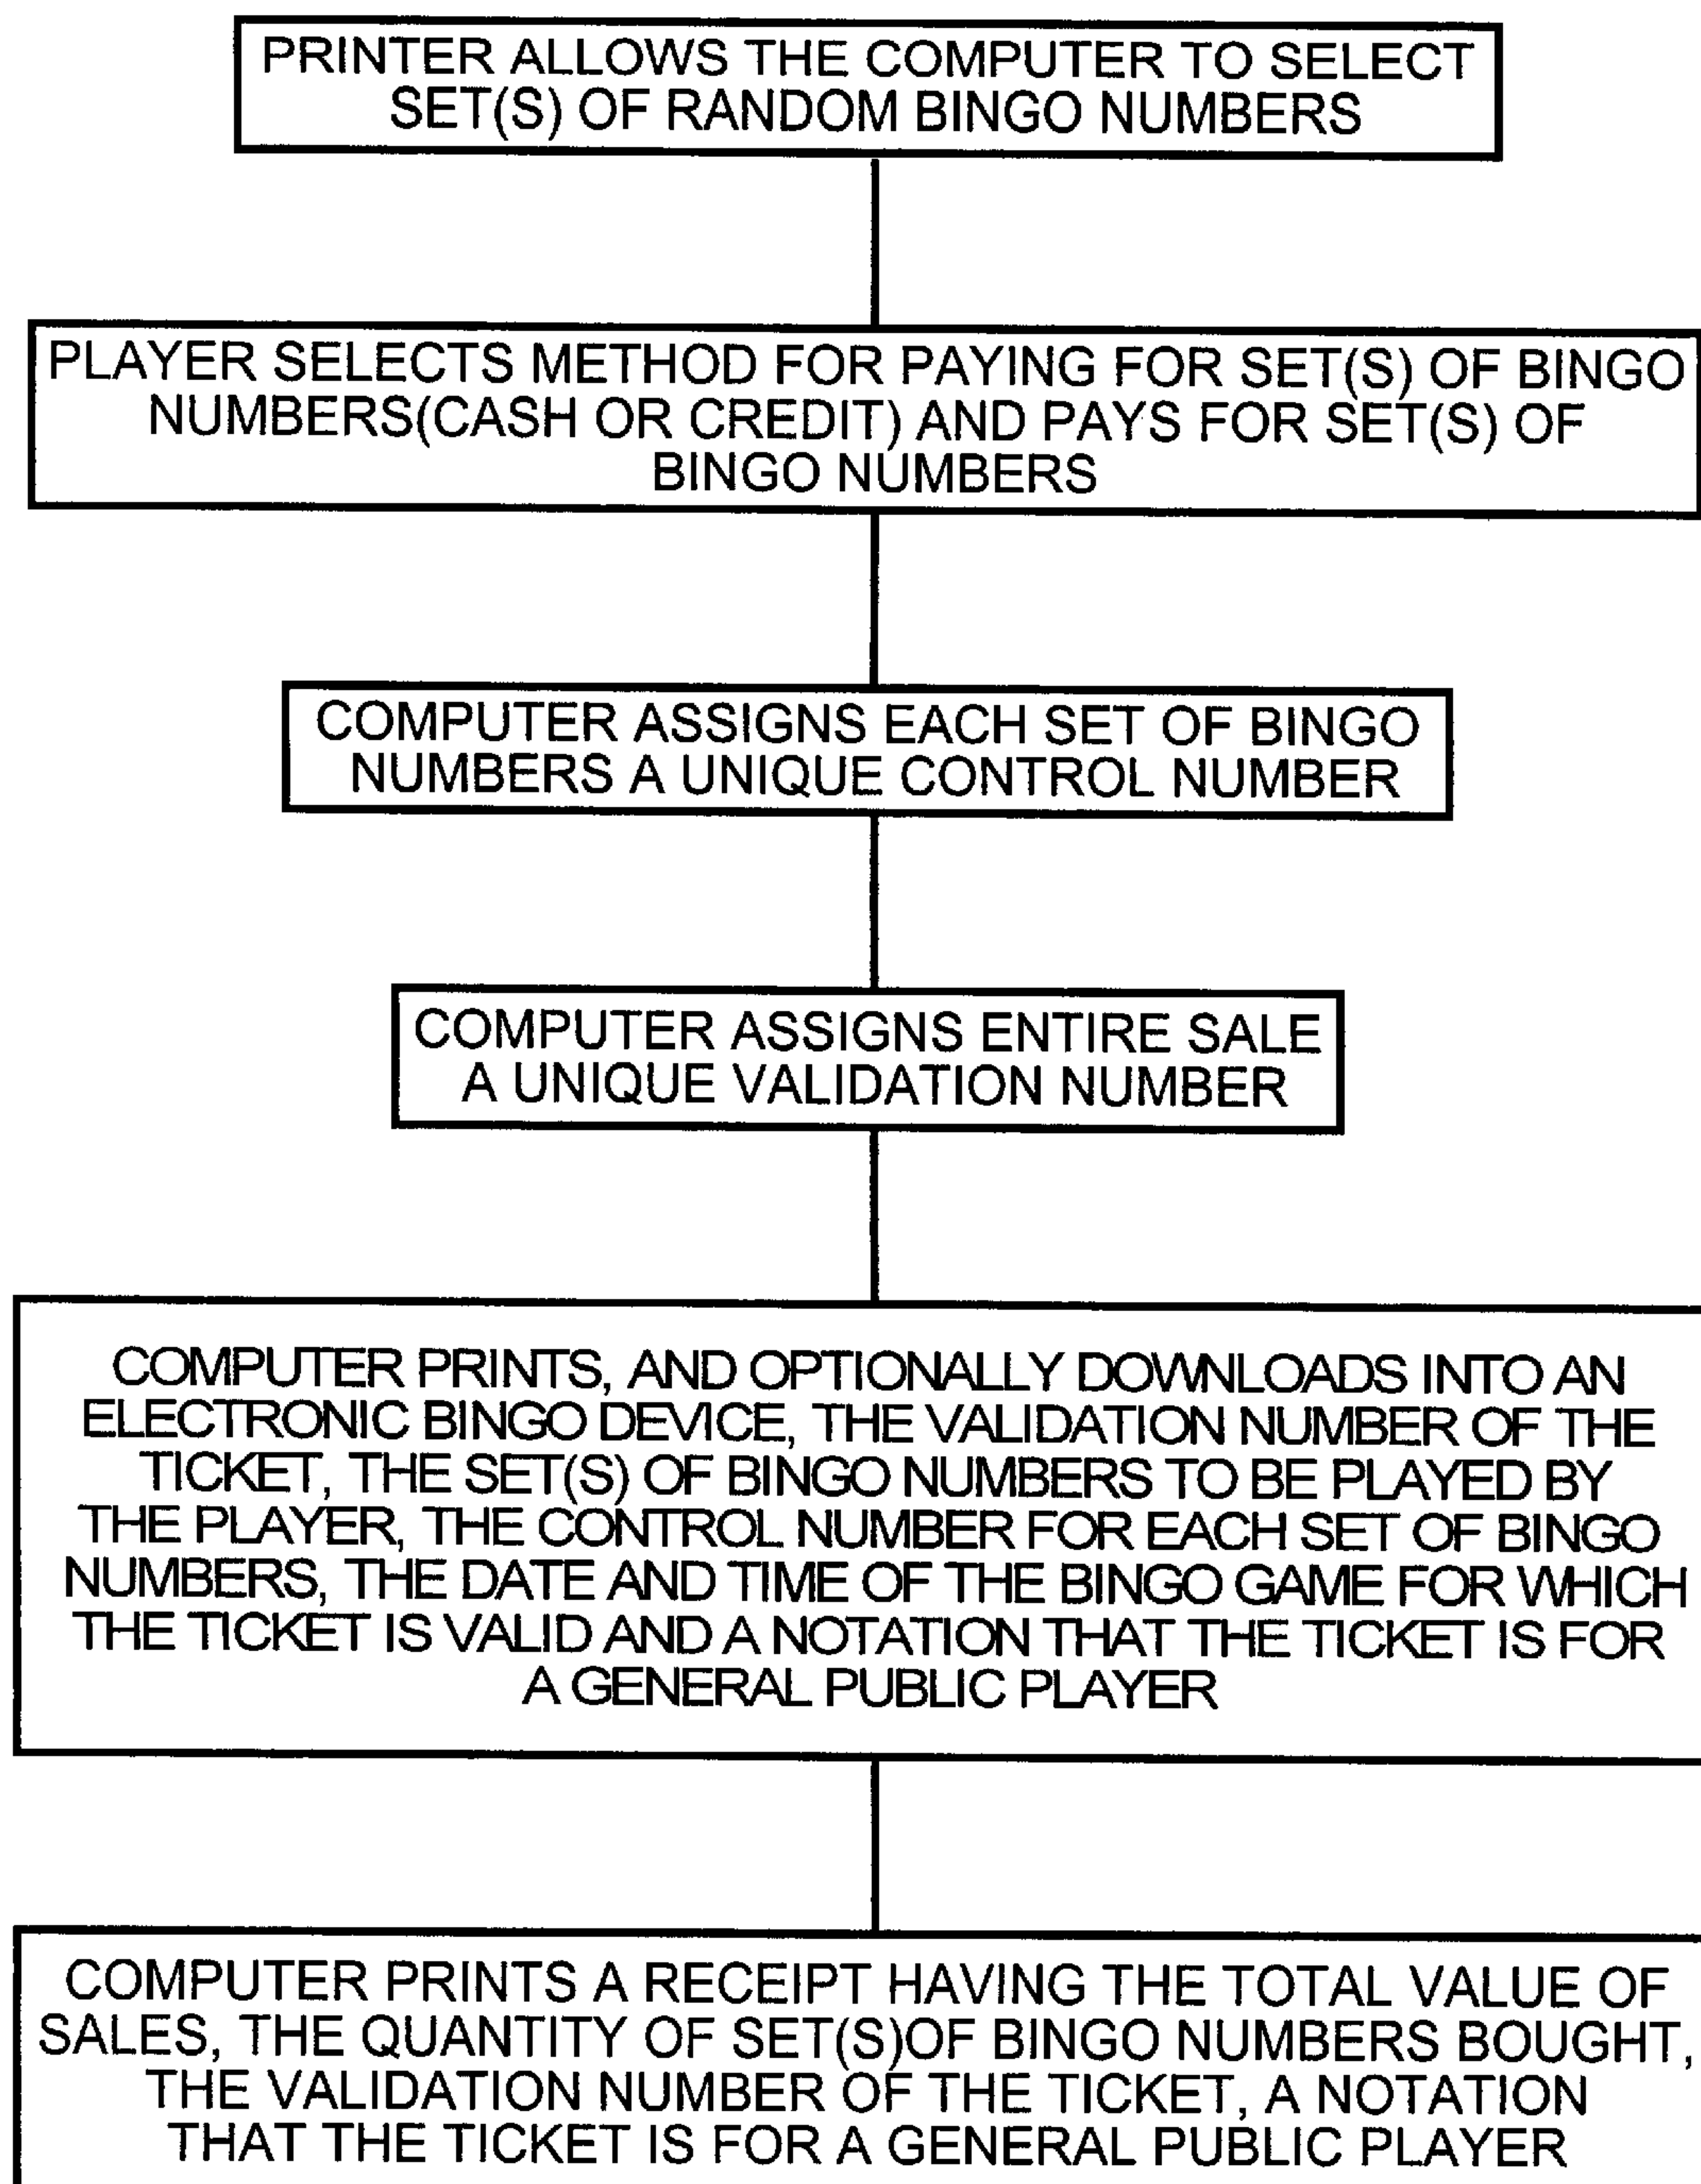 PRINTER ALLOWS THE COMPUTER TO SELECT
SET(S) OF RANDOM BINGO NUMBERS
PLAYER SELECTS METHOD FOR PAYING FOR SET(S) OF BINGO
NUMBERS(CASH OR CREDIT) AND PAYS FOR SET(S) OF
BINGO NUMBERS
COMPUTER ASSIGNS EACH SET OF BINGO
NUMBERS A UNIQUE CONTROL NUMBER
COMPUTER ASSIGNS ENTIRE SALE
A UNIQUE VALIDATION NUMBER
COMPUTER PRINTS, AND OPTIONALLY DOWNLOADS INTO AN
ELECTRONIC BINGO DEVICE, THE VALIDATION NUMBER OF THE
TICKET, THE SET(S) OF BINGO NUMBERS TO BE PLAYED BY
THE PLAYER, THE CONTROL NUMBER FOR EACH SET OF BINGO
NUMBERS, THE DATE AND TIME OF THE BINGO GAME FOR WHICH
THE TICKET IS VALID AND A NOTATION THAT THE TICKET IS FOR
A GENERAL PUBLIC PLAYER
COMPUTER PRINTS A RECEIPT HAVING THE TOTAL VALUE OF
SALES, THE QUANTITY OF SET(S)OF BINGO NUMBERS BOUGHT,
THE VALIDATION NUMBER OF THE TICKET, A NOTATION
THAT THE TICKET IS FOR A GENERAL PUBLIC PLAYER